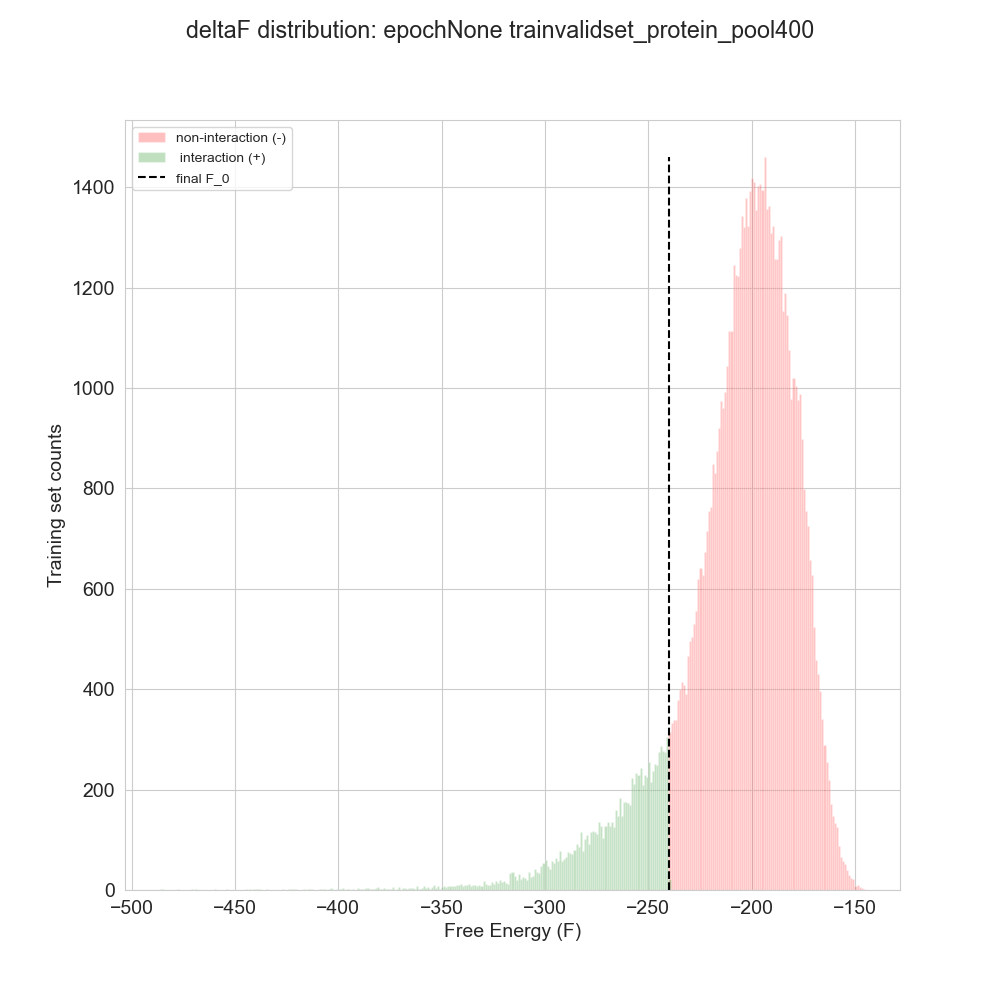 deltaF distribution: epochNone trainvalidset_protein_pool400
non-interaction (-)
interaction (+)
final F_0
Training set counts
1400
1200
1000
800
600
400
200
0
−500
−450
−400
−350
−300
−250
−200
−150
Free Energy (F)